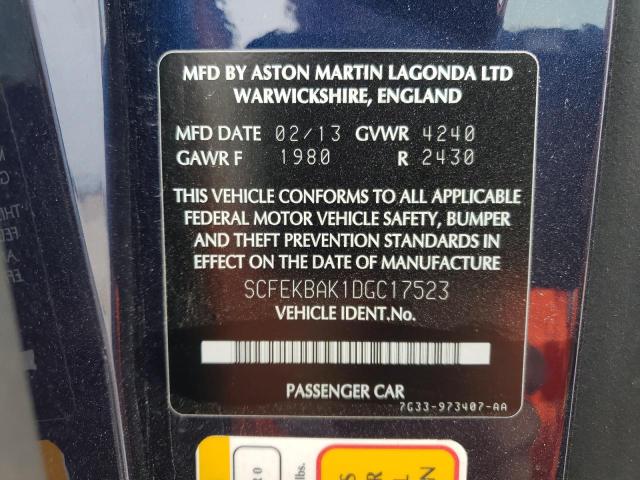 MFD BY ASTON MARTIN LAGONDA LTD
WARWICKSHIRE, ENGLAND
MFD DATE 02/13 GVWR 4240
GAWR F 1980 R 2430
THIS VEHICLE CONFORMS TO ALL APPLICABLE
FEDERAL MOTOR VEHICLE SAFETY, BUMPER
AND THEFT PREVENTION STANDARDS IN
EFFECT ON THE DATE OF MANUFACTURE
SCFEKBAK1DGC17523
VEHICLE IDENT.No.
PASSENGER CAR
7G33-973407-AA
lbs.